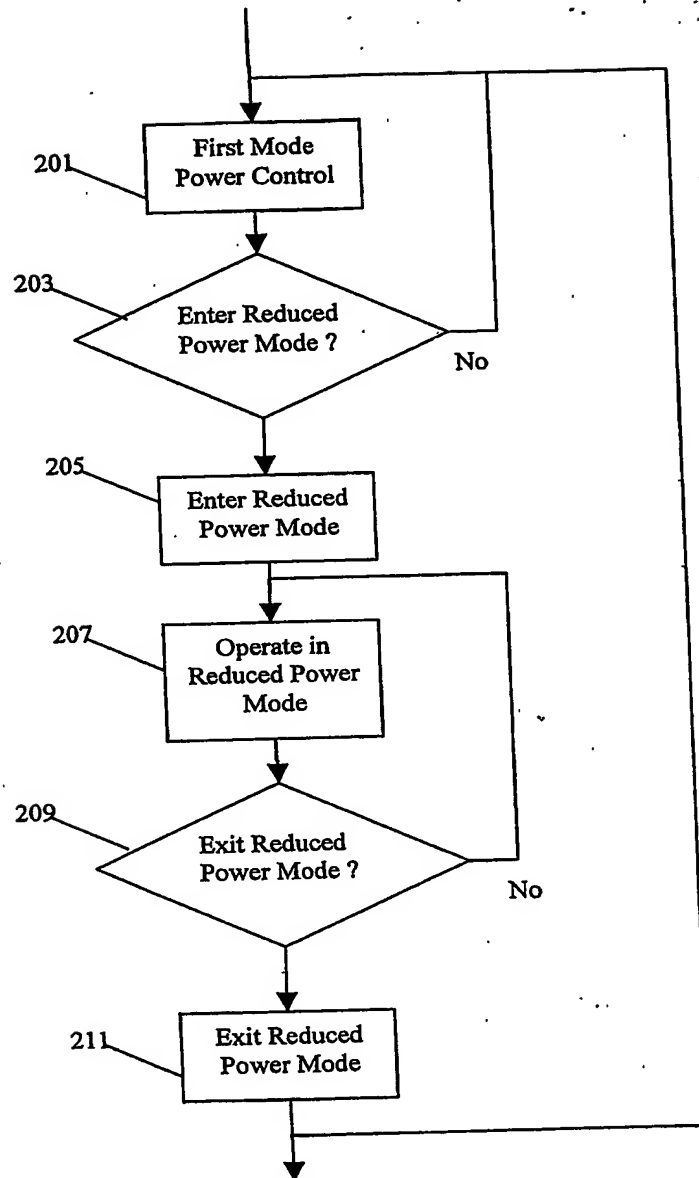 First Mode
Power Control
201
203
Enter Reduced
Power Mode ?
No
205
Enter Reduced
Power Mode
207
Operate in
Reduced Power
Mode
209
Exit Reduced
Power Mode ?
No
211
Exit Reduced
Power Mode